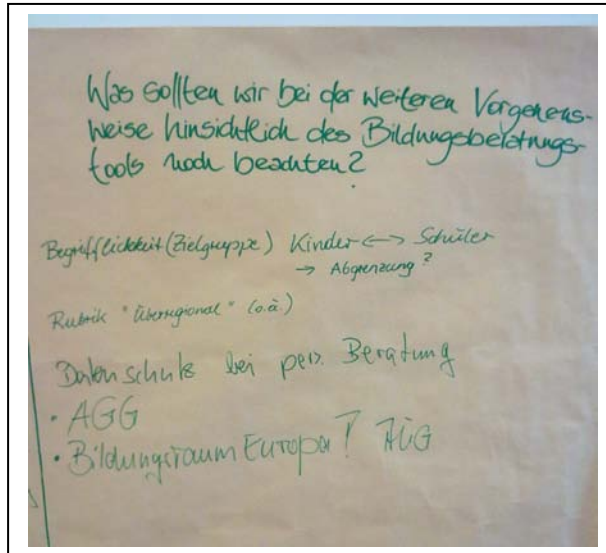 Was sollten wir bei der weiteren Vorgehens-
weise hinsichtlich des Bildungsberatungs-
tools noch beachten?
Begrifflichkeit (Zielgruppe) Kinder ↔ Schüler
→ Abgrenzung?
Rubrik "überregional" (o.ä.)
Datenschutz bei pers. Beratung
• AGG
• Bildungsraum Europa?